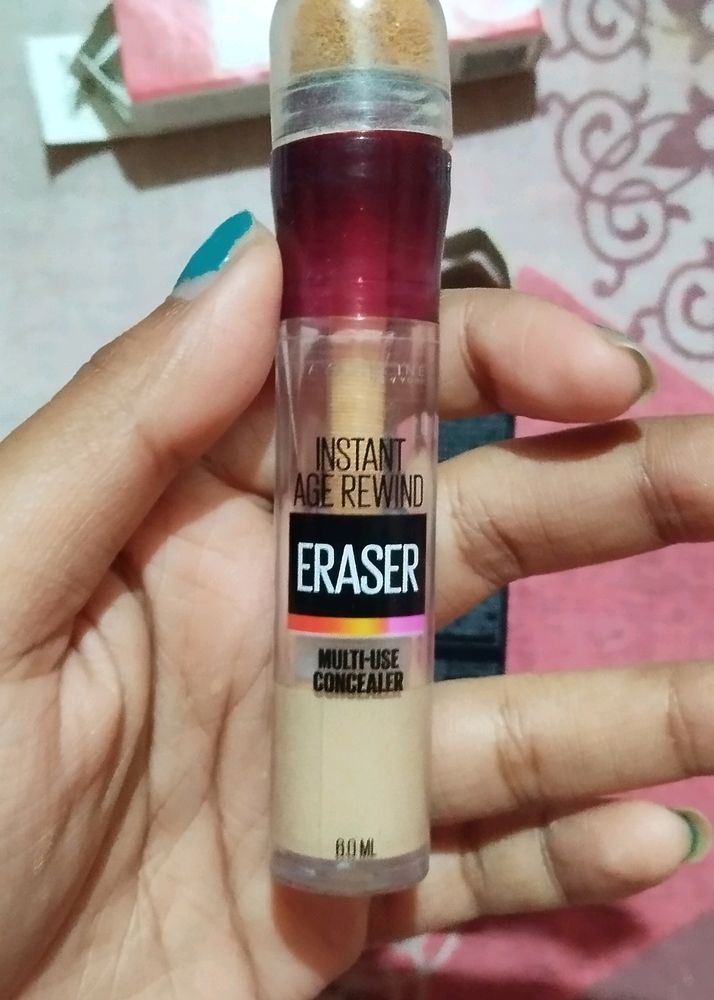 INSTANT
AGE REWIND
ERASER
MULTI-USE
CONCEALER
6.0 ML